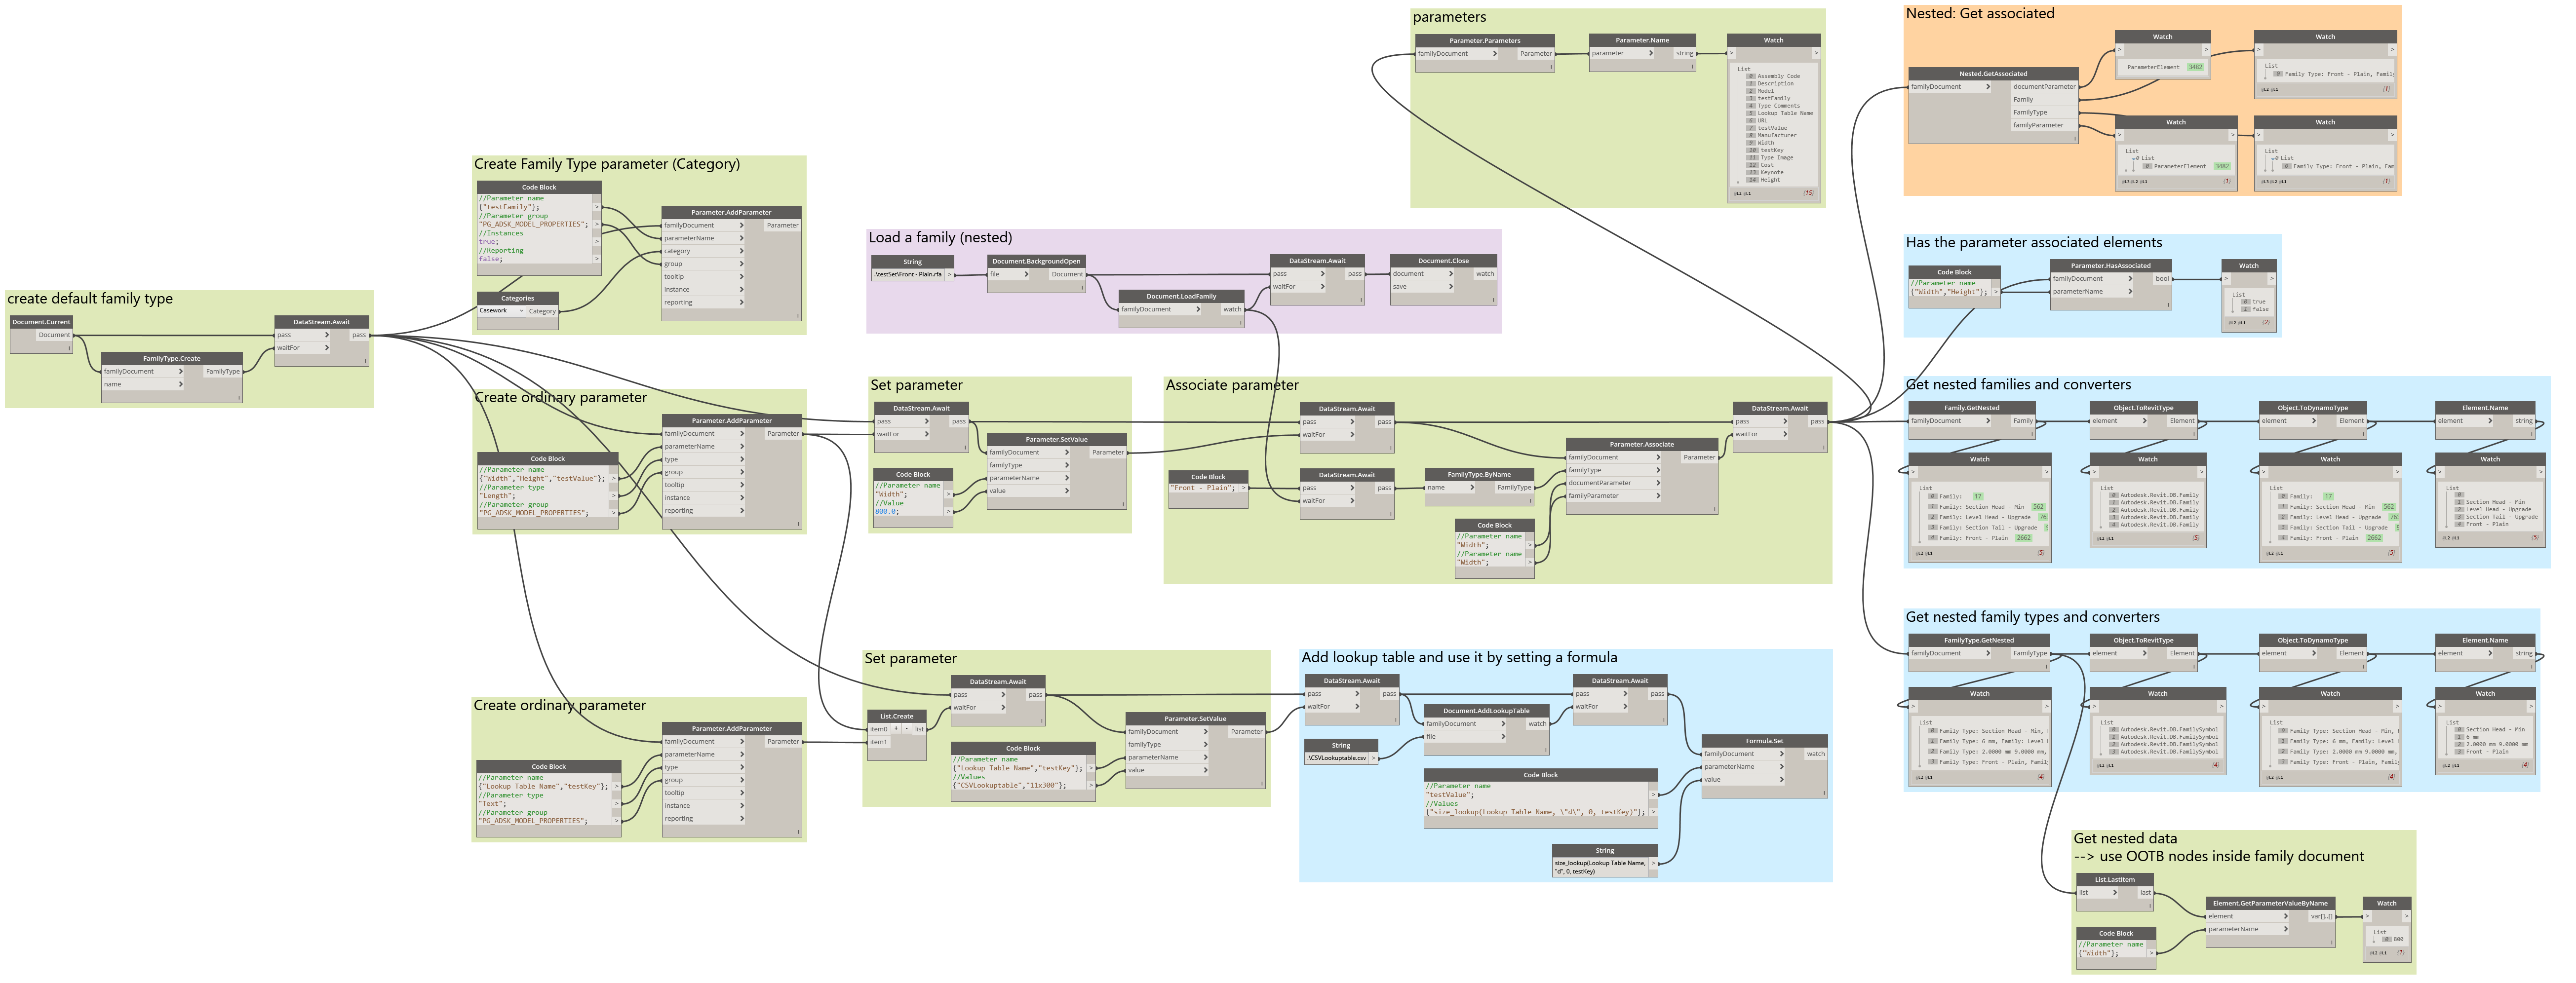 create default family type
Document.Current
Document
FamilyType.Create
familyDocument
name
FamilyType
DataStream.Await
pass
waitFor
pass
Create Family Type parameter (Category)
Code Block
//Parameter name
{"testFamily"};
//Parameter group
"PG_ADSK_MODEL_PROPERTIES";
//Instances
true;
//Reporting
false;
Categories
Casework
Category
Parameter.AddParameter
familyDocument
Parameter
parameterName
category
group
tooltip
instance
reporting
Create ordinary parameter
Parameter.AddParameter
familyDocument
Parameter
parameterName
type
group
tooltip
instance
reporting
Code Block
//Parameter name
{"Width","Height","testValue"};
//Parameter type
"Length";
//Parameter group
"PG_ADSK_MODEL_PROPERTIES";
Create ordinary parameter
Parameter.AddParameter
familyDocument
Parameter
parameterName
type
group
tooltip
instance
reporting
Code Block
//Parameter name
{"Lookup Table Name","testKey"};
//Parameter type
"Text";
//Parameter group
"PG_ADSK_MODEL_PROPERTIES";
Load a family (nested)
String
.\testSet\Front - Plain.rfa
Document.BackgroundOpen
file
Document
Document.LoadFamily
familyDocument
watch
DataStream.Await
pass
pass
waitFor
Document.Close
document
watch
save
Set parameter
DataStream.Await
pass
pass
waitFor
Code Block
//Parameter name
"Width";
//Value
800.0;
Parameter.SetValue
familyDocument
Parameter
familyType
parameterName
value
Associate parameter
DataStream.Await
pass
pass
waitFor
Code Block
"Front - Plain";
DataStream.Await
pass
pass
waitFor
FamilyType.ByName
name
FamilyType
Code Block
//Parameter name
"Width";
//Parameter name
"Width";
Parameter.Associate
familyDocument
Parameter
familyType
documentParameter
familyParameter
DataStream.Await
pass
pass
waitFor
Set parameter
List.Create
item0
+
-
list
item1
DataStream.Await
pass
pass
waitFor
Code Block
//Parameter name
{"Lookup Table Name","testKey"};
//Values
{"CSVLookuptable","11x300"};
Parameter.SetValue
familyDocument
Parameter
familyType
parameterName
value
Add lookup table and use it by setting a formula
DataStream.Await
pass
pass
waitFor
String
.\CSVLookuptable.csv
Document.AddLookupTable
familyDocument
watch
file
DataStream.Await
pass
pass
waitFor
Code Block
//Parameter name
"testValue";
//Values
{"size_lookup(Lookup Table Name, \"d\", 0, testKey)"};
String
size_lookup(Lookup Table Name,
"d", 0, testKey)
Formula.Set
familyDocument
watch
parameterName
value
parameters
Parameter.Parameters
familyDocument
Parameter
Parameter.Name
parameter
string
Watch
List
0 Assembly Code
1 Description
2 Model
3 testFamily
4 Type Comments
5 Lookup Table Name
6 URL
7 testValue
8 Manufacturer
9 Width
10 testKey
11 Type Image
12 Cost
13 Keynote
14 Height
@L2 @L1
{15}
Nested: Get associated
Nested.GetAssociated
familyDocument
documentParameter
Family
FamilyType
familyParameter
Watch
ParameterElement 3482
Watch
List
0 Family Type: Front - Plain, Family
@L2 @L1
{1}
Watch
List
0 List
0 ParameterElement 3482
@L3 @L2 @L1
{1}
Watch
List
0 List
0 Family Type: Front - Plain, Fam
@L3 @L2 @L1
{1}
Has the parameter associated elements
Code Block
//Parameter name
{"Width","Height"};
Parameter.HasAssociated
familyDocument
bool
parameterName
Watch
List
0 true
1 false
@L2 @L1
{2}
Get nested families and converters
Family.GetNested
familyDocument
Family
Object.ToRevitType
element
Element
Object.ToDynamoType
element
Element
Element.Name
element
string
Watch
List
0 Family: 17
1 Family: Section Head - Min 562
2 Family: Level Head - Upgrade 76
3 Family: Section Tail - Upgrade
4 Family: Front - Plain 2662
@L2 @L1
{5}
Watch
List
0 Autodesk.Revit.DB.Family
1 Autodesk.Revit.DB.Family
2 Autodesk.Revit.DB.Family
3 Autodesk.Revit.DB.Family
4 Autodesk.Revit.DB.Family
@L2 @L1
{5}
Watch
List
0 Family: 17
1 Family: Section Head - Min 562
2 Family: Level Head - Upgrade 76
3 Family: Section Tail - Upgrade
4 Family: Front - Plain 2662
@L2 @L1
{5}
Watch
List
0
1 Section Head - Min
2 Level Head - Upgrade
3 Section Tail - Upgrade
4 Front - Plain
@L2 @L1
{5}
Get nested family types and converters
FamilyType.GetNested
familyDocument
FamilyType
Object.ToRevitType
element
Element
Object.ToDynamoType
element
Element
Element.Name
element
string
Watch
List
0 Family Type: Section Head - Min,
1 Family Type: 6 mm, Family: Level
2 Family Type: 2.0000 mm 9.0000 mm,
3 Family Type: Front - Plain, Family
@L2 @L1
{4}
Watch
List
0 Autodesk.Revit.DB.FamilySymbol
1 Autodesk.Revit.DB.FamilySymbol
2 Autodesk.Revit.DB.FamilySymbol
3 Autodesk.Revit.DB.FamilySymbol
@L2 @L1
{4}
Watch
List
0 Family Type: Section Head - Min,
1 Family Type: 6 mm, Family: Level
2 Family Type: 2.0000 mm 9.0000 mm,
3 Family Type: Front - Plain, Family
@L2 @L1
{4}
Watch
List
0 Section Head - Min
1 6 mm
2 2.0000 mm 9.0000 mm
3 Front - Plain
@L2 @L1
{4}
Get nested data
--> use OOTB nodes inside family document
List.LastItem
list
last
Code Block
//Parameter name
{"Width"};
Element.GetParameterValueByName
element
var[]..[]
parameterName
Watch
List
0 800
@L2 @L1
{1}